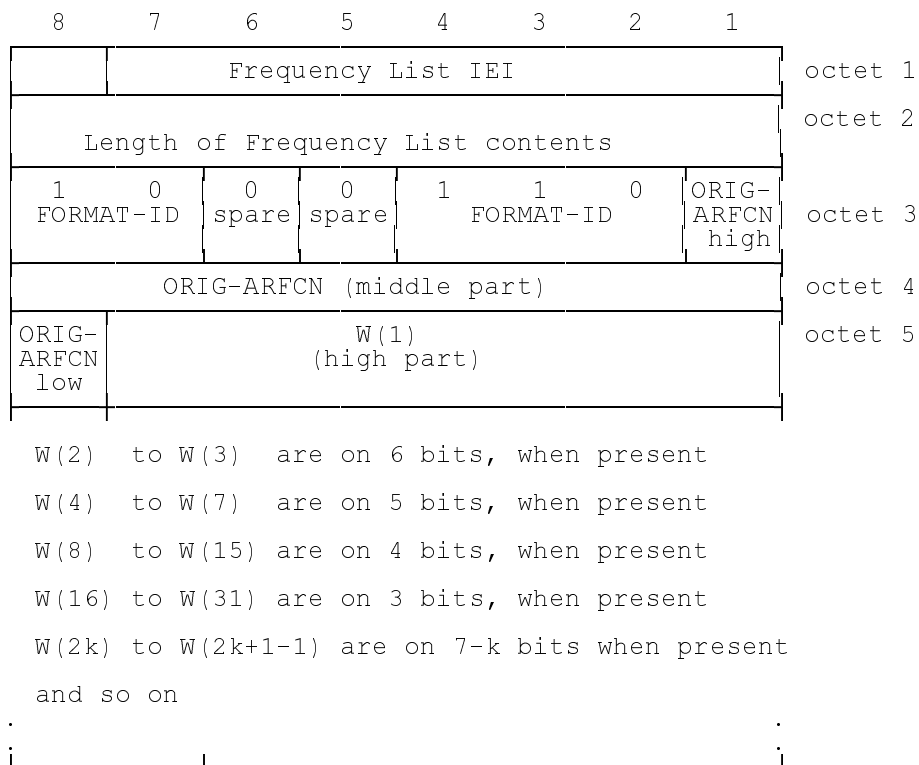 8 7 6 5 4 3 2 1
Frequency List IEI octet 1
octet 2
Length of Frequency List contents
1 0 0 0 1 1 0 ORIG-
FORMAT-ID spare spare FORMAT-ID ARFCN octet 3
high
ORIG-ARFCN (middle part) octet 4
ORIG- W(1) octet 5
ARFCN (high part)
low
W(2) to W(3) are on 6 bits, when present
W(4) to W(7) are on 5 bits, when present
W(8) to W(15) are on 4 bits, when present
W(16) to W(31) are on 3 bits, when present
W(2k) to W(2k+1-1) are on 7-k bits when present
and so on